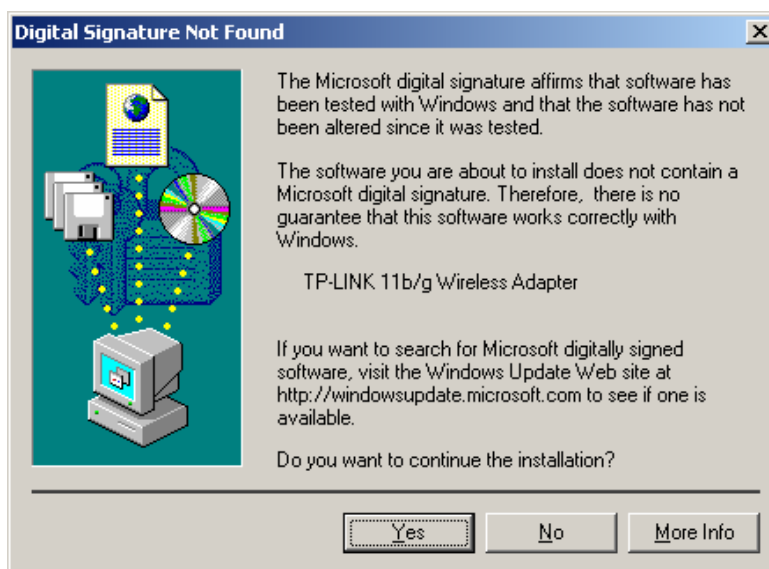 Digital Signature Not Found
The Microsoft digital signature affirms that software has
been tested with Windows and that the software has not
been altered since it was tested.
The software you are about to install does not contain a
Microsoft digital signature. Therefore,  there is no
guarantee that this software works correctly with
Windows.
TP-LINK 11b/g Wireless Adapter
If you want to search for Microsoft digitally signed
software, visit the Windows Update Web site at
http://windowsupdate.microsoft.com to see if one is
available.
Do you want to continue the installation?
Yes No More Info